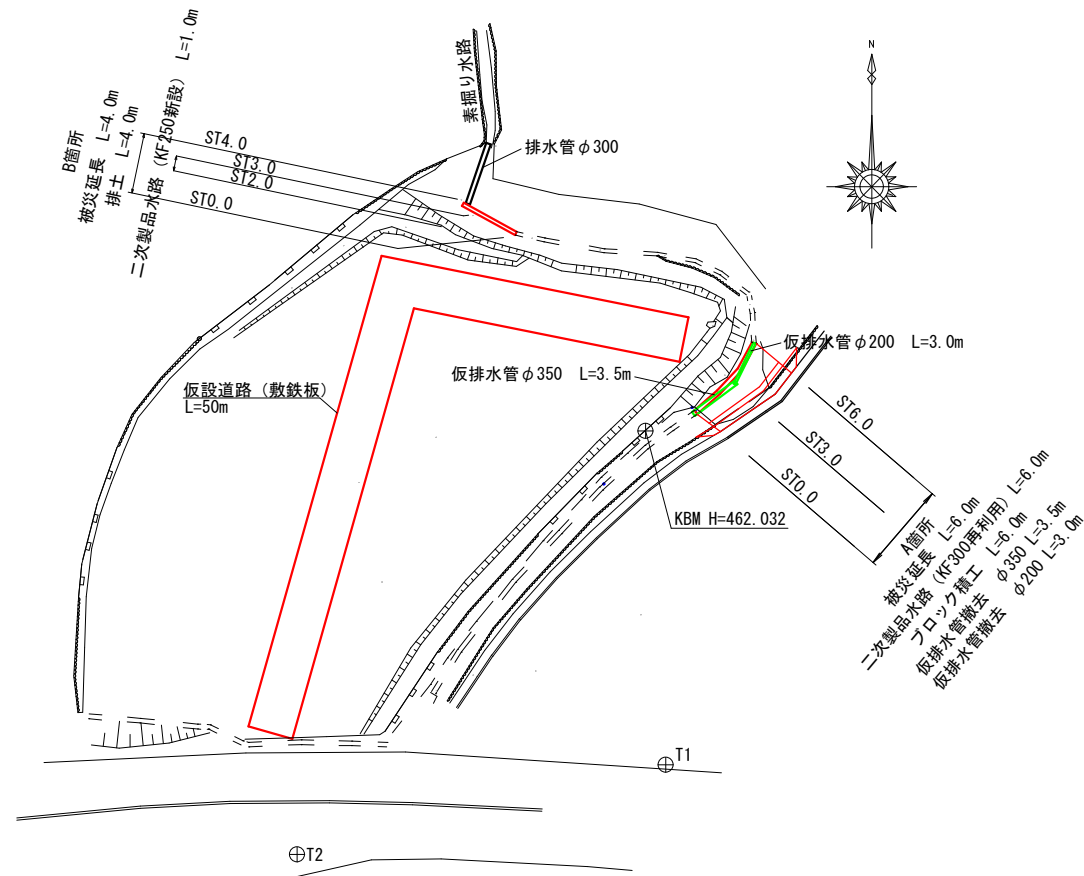 N
素掘り水路
排水管φ300
B箇所
被災延長 L=4.0m
排土 L=4.0m
二次製品水路 (KF250新設) L=1.0m
ST4.0
ST3.0
ST2.0
ST0.0
仮排水管φ200 L=3.0m
仮排水管φ350 L=3.5m
仮設道路 (敷鉄板)
L=50m
KBM H=462.032
ST6.0
ST3.0
ST0.0
A箇所
被災延長 L=6.0m
二次製品水路 (KF300再利用) L=6.0m
ブロック積工 L=6.0m
仮排水管撤去 φ350 L=3.5m
仮排水管撤去 φ200 L=3.0m
T1
T2